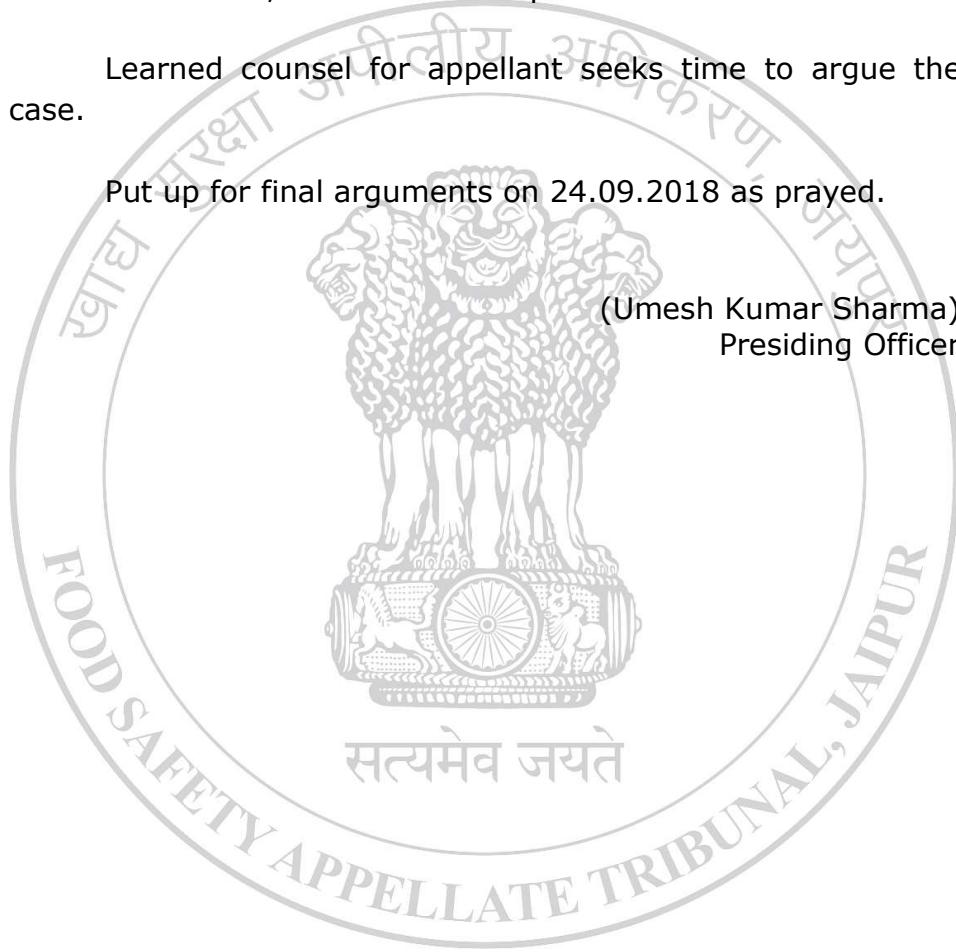 Learned counsel for appellant seeks time to argue the
case.
Put up for final arguments on 24.09.2018 as prayed.
(Umesh Kumar Sharma)
Presiding Officer
खाद्य सुरक्षा अपीलीय अधिकरण, जयपुर
सत्यमेव जयते
FOOD SAFETY APPELLATE TRIBUNAL, JAIPUR